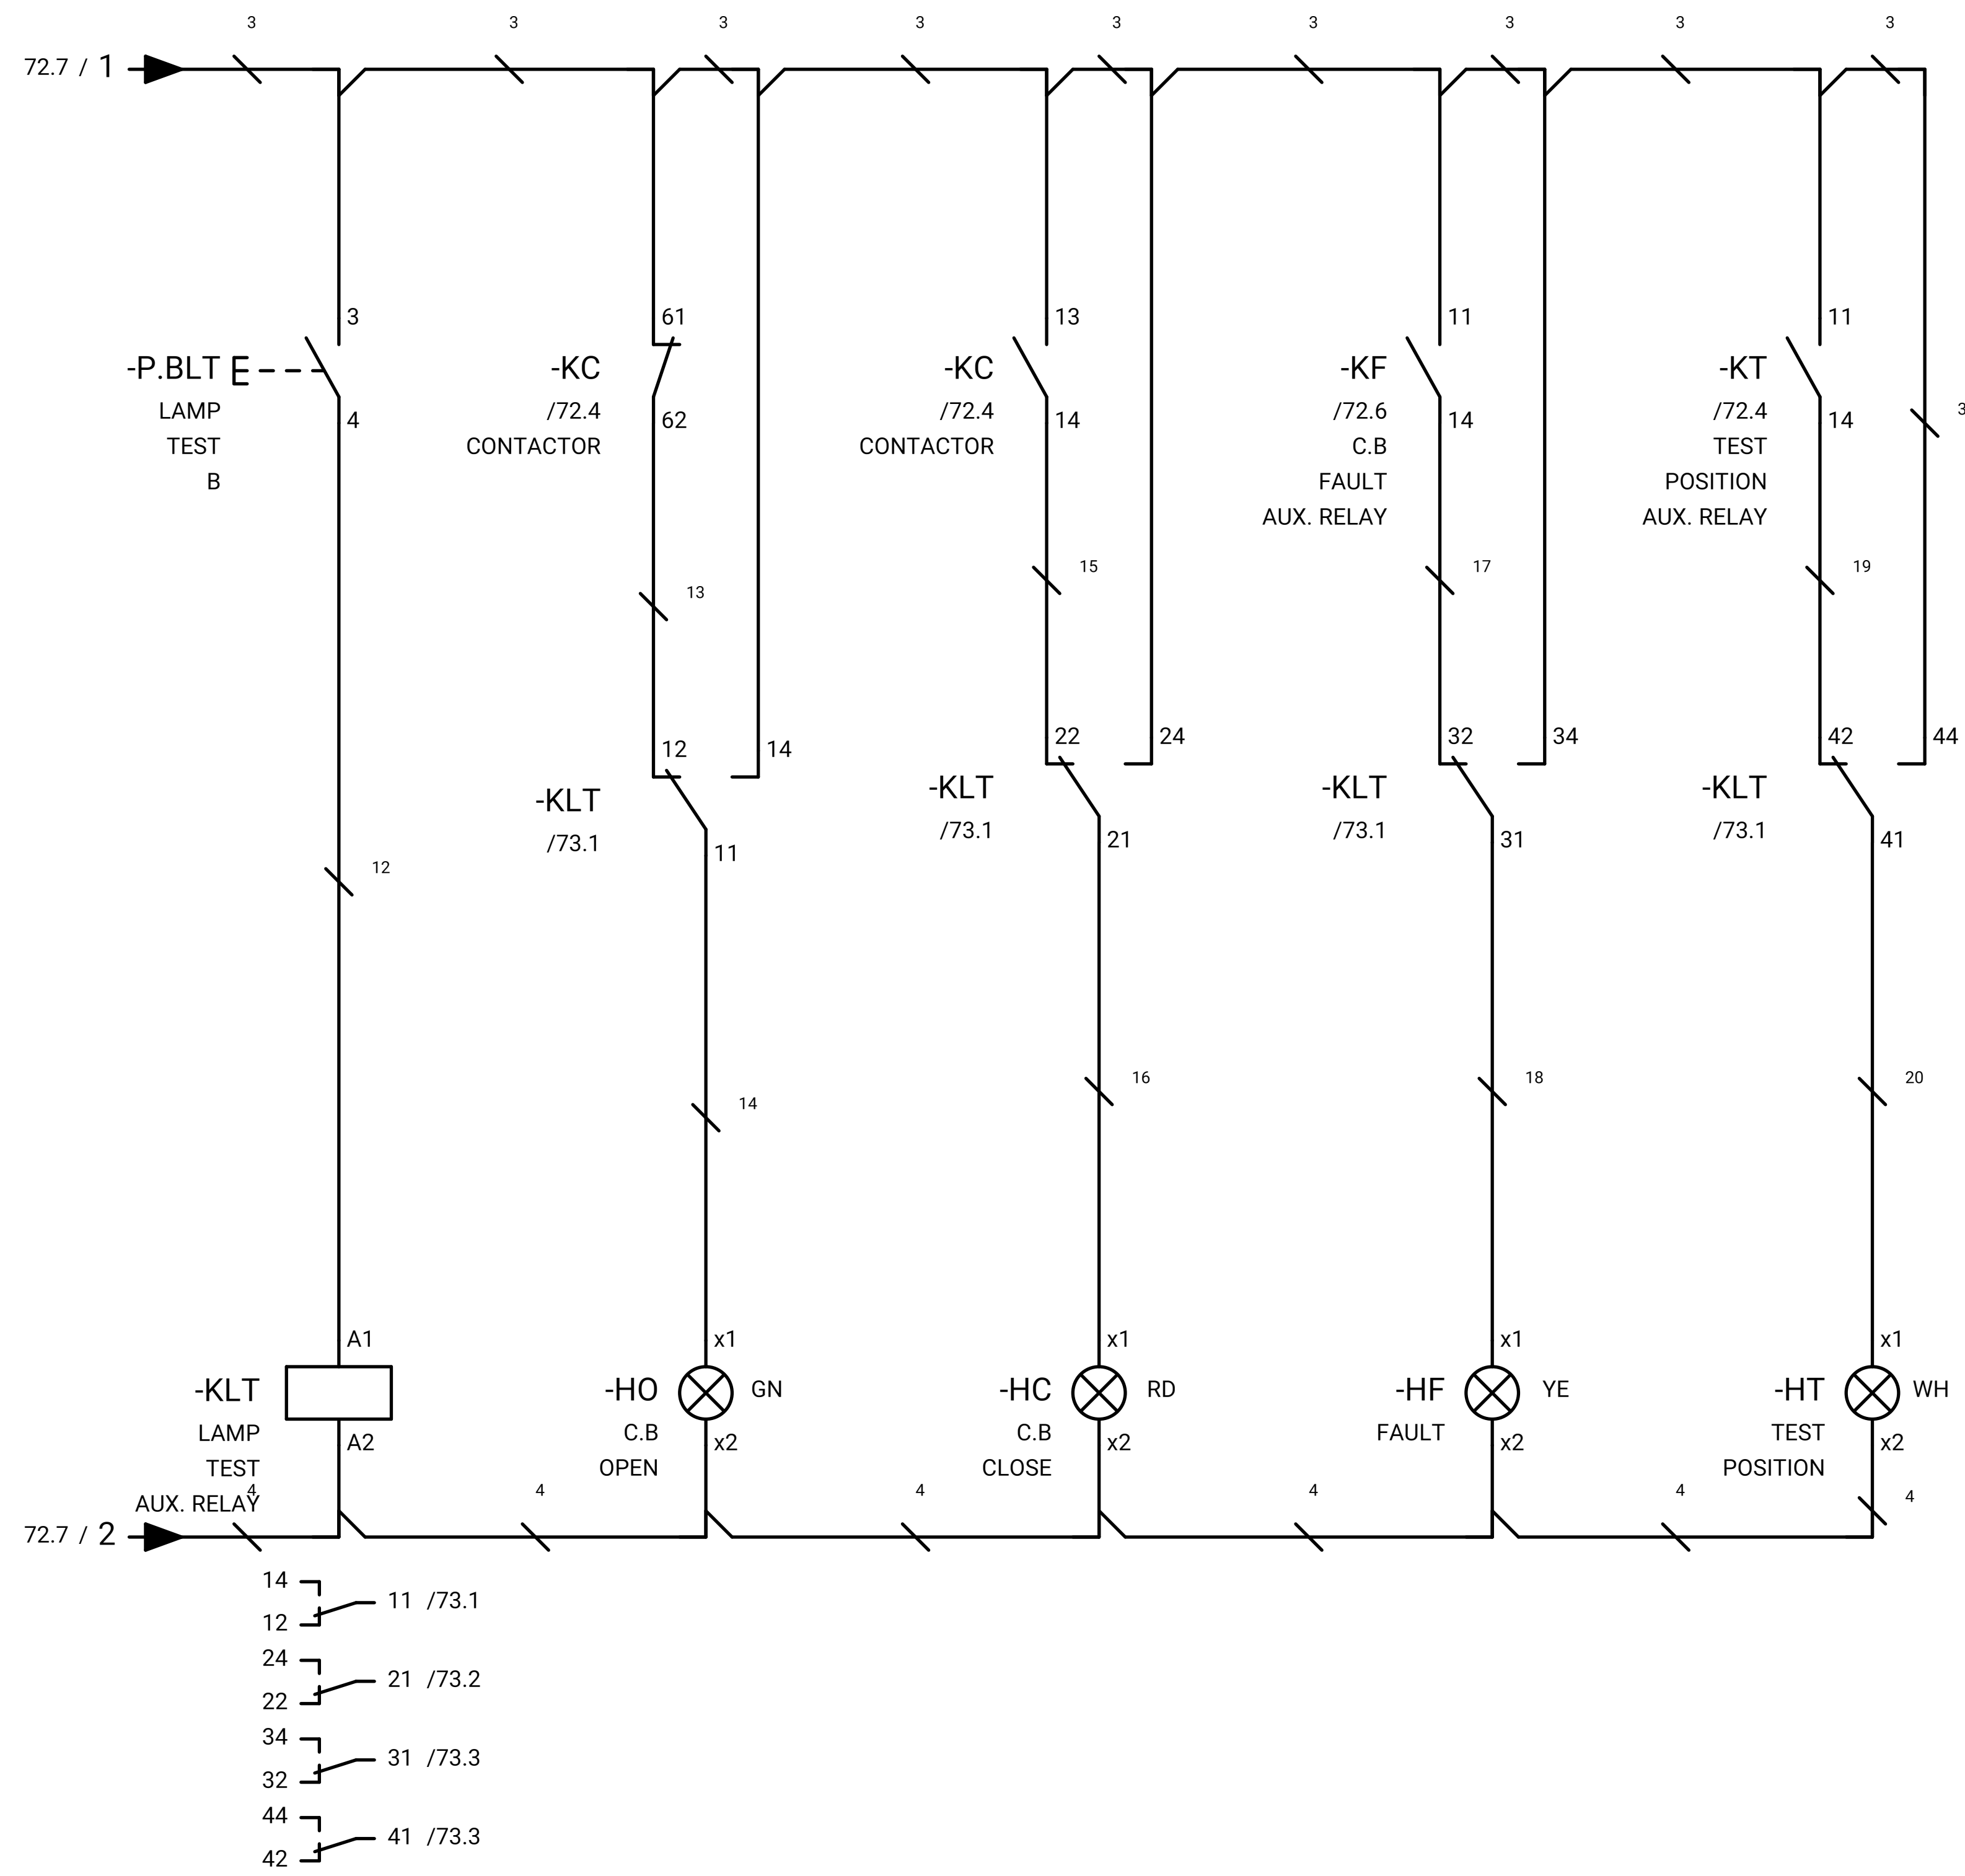 3 3 3 3 3 3 3 3 3
72.7 / 1
3 61 13 11 11
-P.BLT -KC -KC -KF -KT
LAMP /72.4 /72.4 /72.6 /72.4 3
4 62 14 14 14
TEST CONTACTOR CONTACTOR C.B TEST
B FAULT POSITION
AUX. RELAY AUX. RELAY
15 17 19
13
22 24 32 34 42 44
12 14
-KLT -KLT -KLT
-KLT
/73.1 /73.1 /73.1
/73.1
21 31 41
11
12
16 18 20
14
A1 x1 x1 x1 x1
-KLT -HO GN -HC RD -HF YE -HT WH
LAMP C.B C.B FAULT TEST
A2 x2 x2 x2 x2
TEST OPEN CLOSE POSITION
4 4 4 4 4 4
AUX. RELAY
72.7 / 2
14
11 /73.1
12
24
21 /73.2
22
34
31 /73.3
32
44
41 /73.3
42